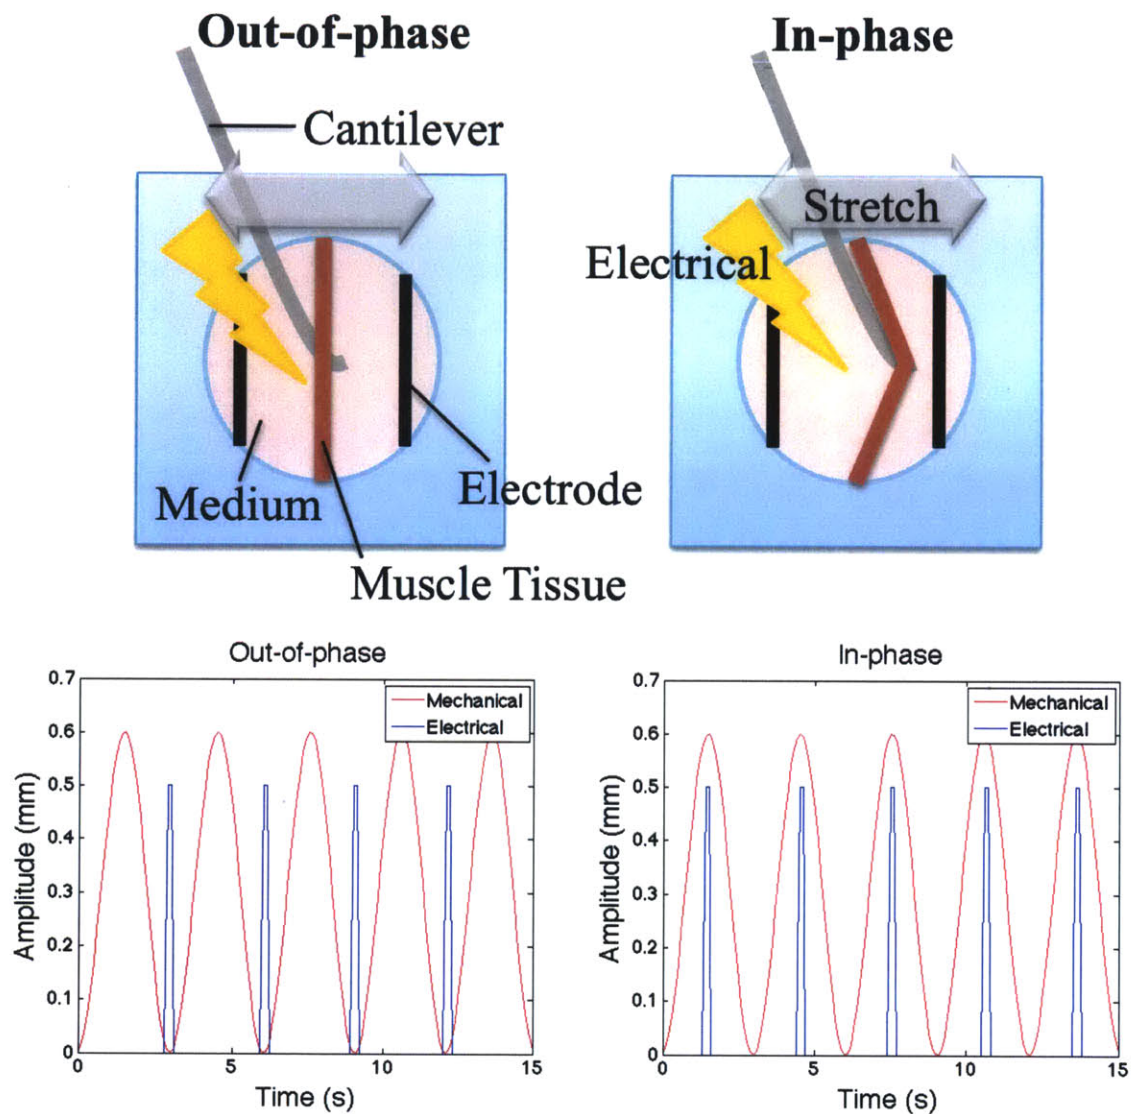 Out-of-phase
In-phase
Cantilever
Stretch
Electrical
Medium
Electrode
Muscle Tissue
Out-of-phase
0.7
0.6
0.5
0.4
0.3
0.2
0.1
0
Amplitude (mm)
Mechanical
Electrical
0
5
10
15
Time (s)
In-phase
0.7
0.6
0.5
0.4
0.3
0.2
0.1
0
Amplitude (mm)
Mechanical
Electrical
0
5
10
15
Time (s)